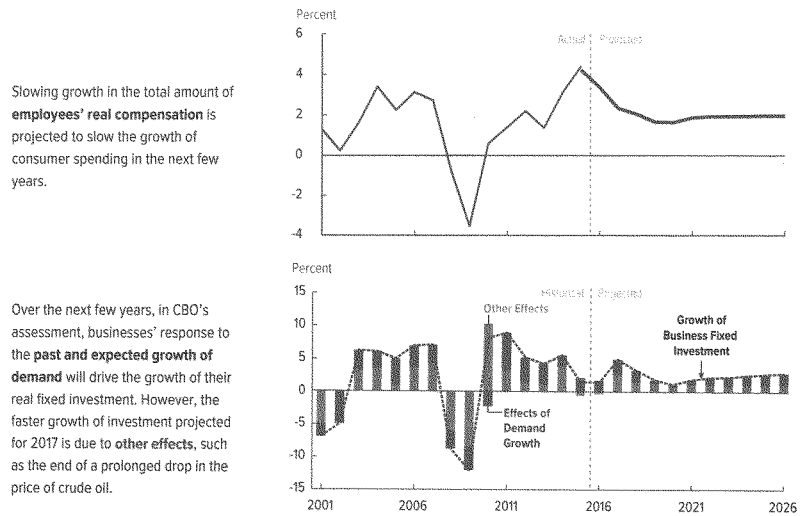 Percent
6
Actual Projected
Slowing growth in the total amount of
employees' real compensation is
projected to slow the growth of
consumer spending in the next few
years.
4
2
0
-2
-4
Percent
15
Historical Projected
Other Effects
10
Over the next few years, in CBO's
assessment, businesses' response to
the past and expected growth of
demand will drive the growth of their
real fixed investment. However, the
faster growth of investment projected
for 2017 is due to other effects, such
as the end of a prolonged drop in the
price of crude oil.
Growth of
Business Fixed
Investment
5
0
Effects of
Demand
Growth
-5
-10
-15
2001 2006 2011 2016 2021 2026